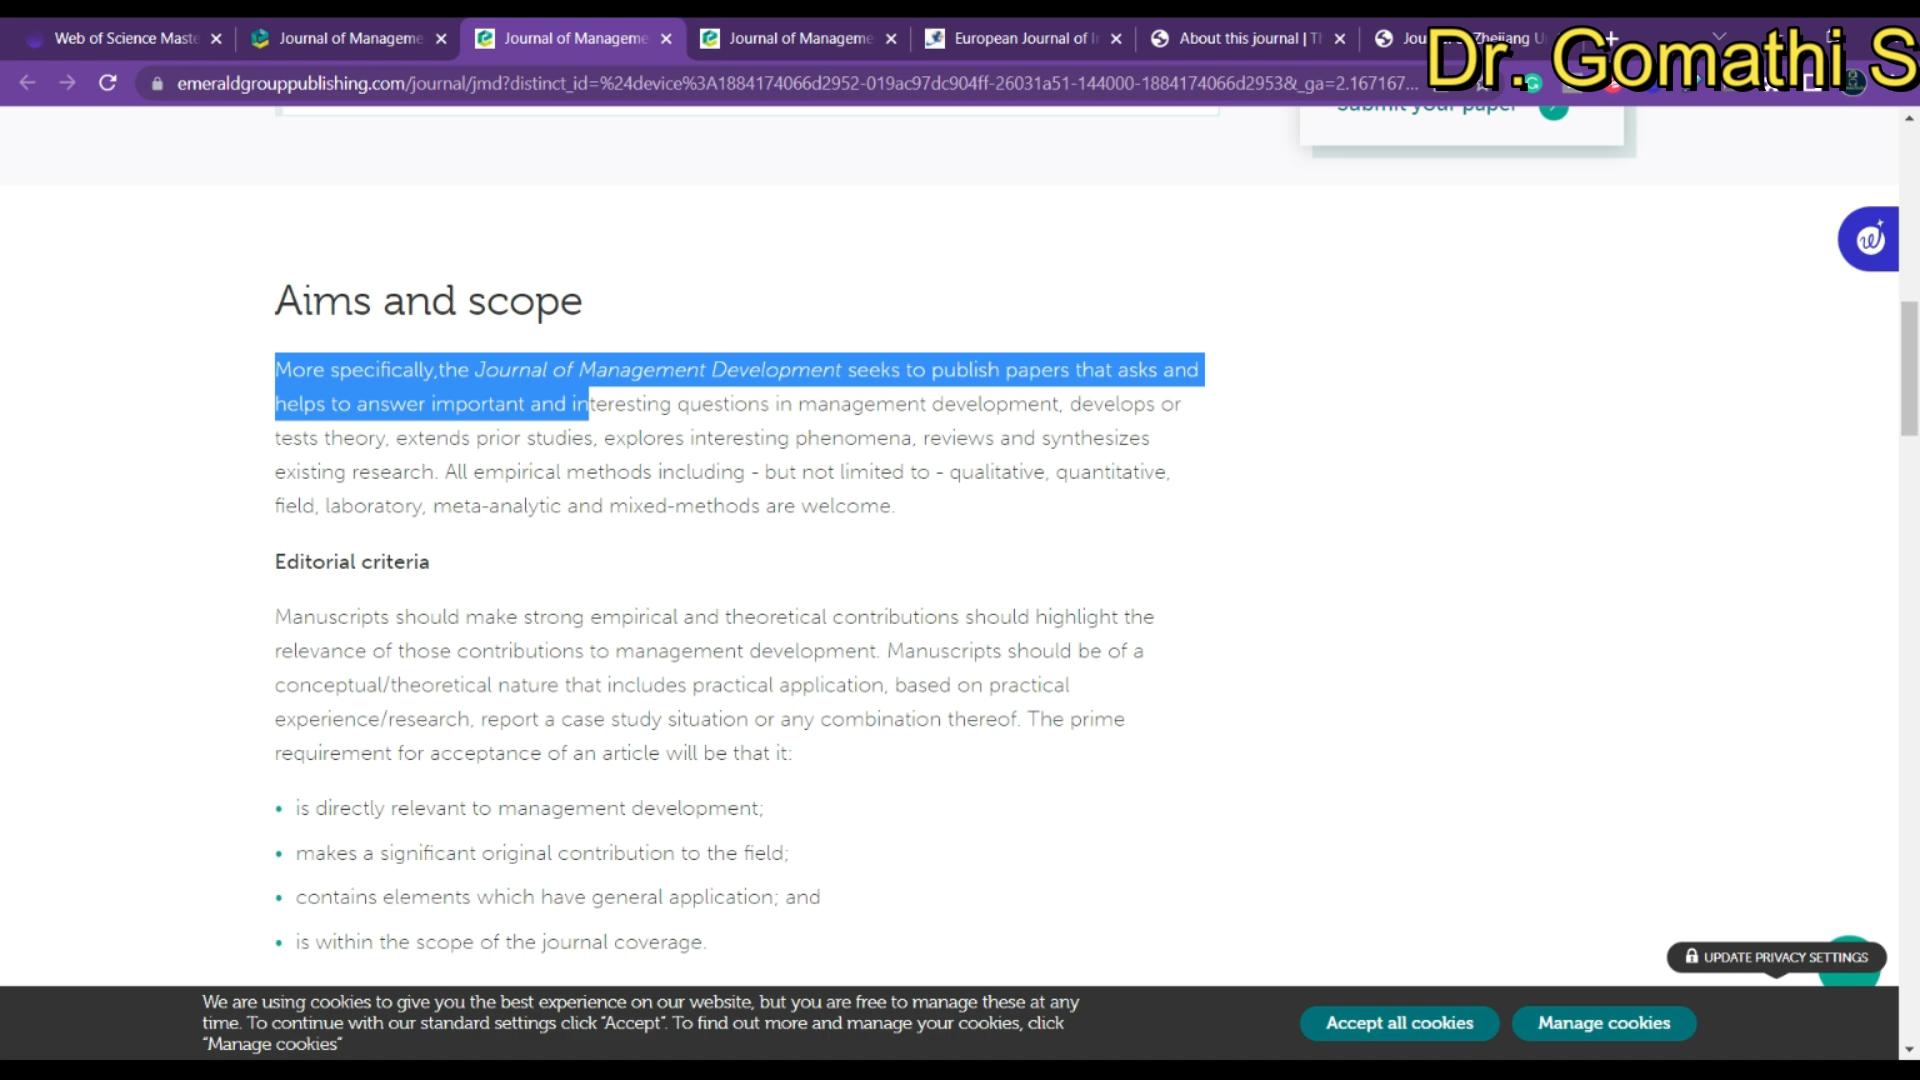 Web of Science Maste
Journal of Manageme
Journal of Manageme
Journal of Manageme
European Journal of I
About this journal | T
Dr. Gomathi S
emeraldgrouppublishing.com/journal/jmd?distinct_id=%24device%3A1884174066d2952-019ac97dc904ff-26031a51-144000-1884174066d2953&_ga=2.167167...
Submit your paper
Aims and scope
More specifically,the Journal of Management Development seeks to publish papers that asks and
helps to answer important and interesting questions in management development, develops or
tests theory, extends prior studies, explores interesting phenomena, reviews and synthesizes
existing research. All empirical methods including - but not limited to - qualitative, quantitative,
field, laboratory, meta-analytic and mixed-methods are welcome.
Editorial criteria
Manuscripts should make strong empirical and theoretical contributions should highlight the
relevance of those contributions to management development. Manuscripts should be of a
conceptual/theoretical nature that includes practical application, based on practical
experience/research, report a case study situation or any combination thereof. The prime
requirement for acceptance of an article will be that it:
• is directly relevant to management development;
• makes a significant original contribution to the field;
• contains elements which have general application; and
• is within the scope of the journal coverage.
UPDATE PRIVACY SETTINGS
We are using cookies to give you the best experience on our website, but you are free to manage these at any
time. To continue with our standard settings click "Accept". To find out more and manage your cookies, click
"Manage cookies"
Accept all cookies
Manage cookies